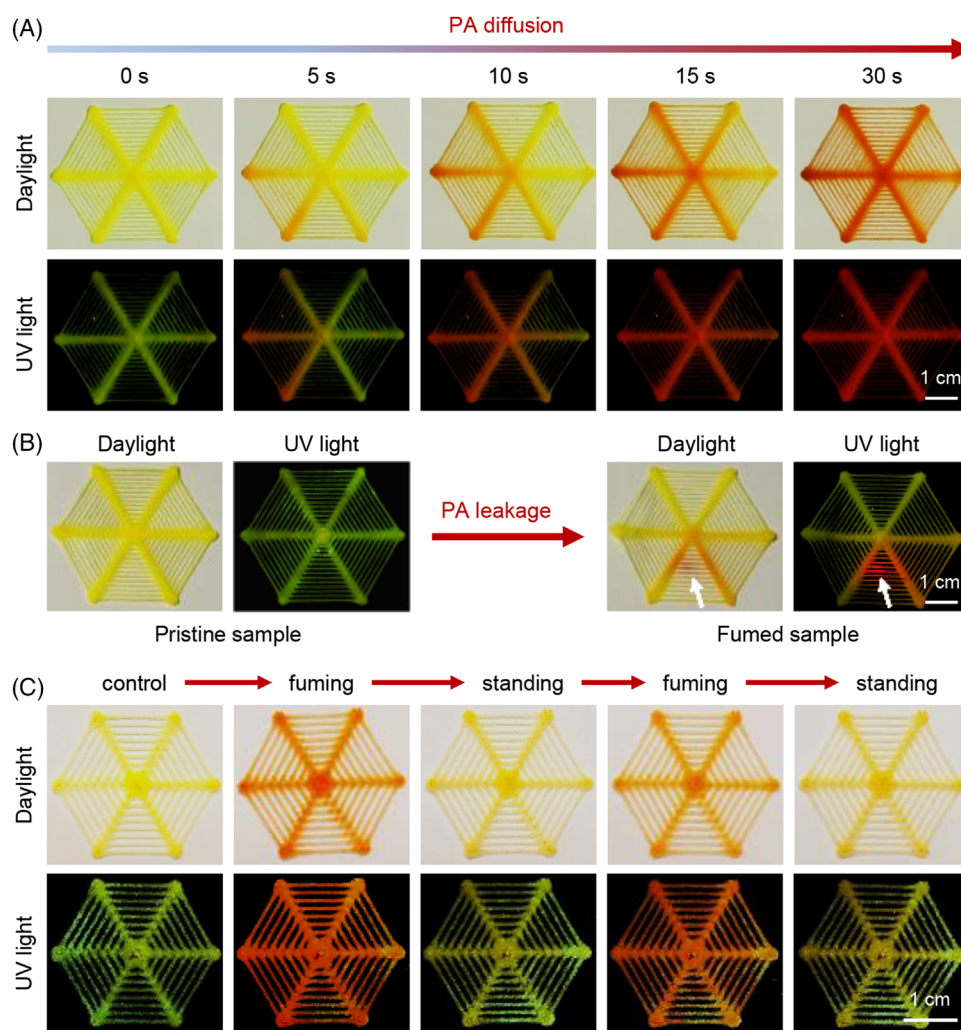 (A)
PA diffusion
0 s 5 s 10 s 15 s 30 s
Daylight
UV light
1 cm
(B)
Daylight UV light Daylight UV light
PA leakage
1 cm
Pristine sample Fumed sample
(C)
control fuming standing fuming standing
Daylight
UV light
1 cm